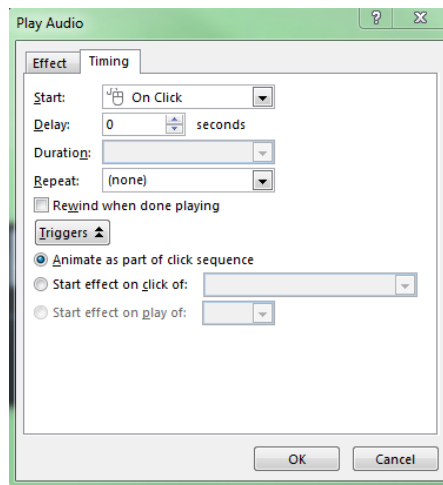 Play Audio
Effect Timing
Start: On Click
Delay: 0 seconds
Duration:
Repeat: (none)
Rewind when done playing
Triggers
Animate as part of click sequence
Start effect on click of:
Start effect on play of:
OK Cancel